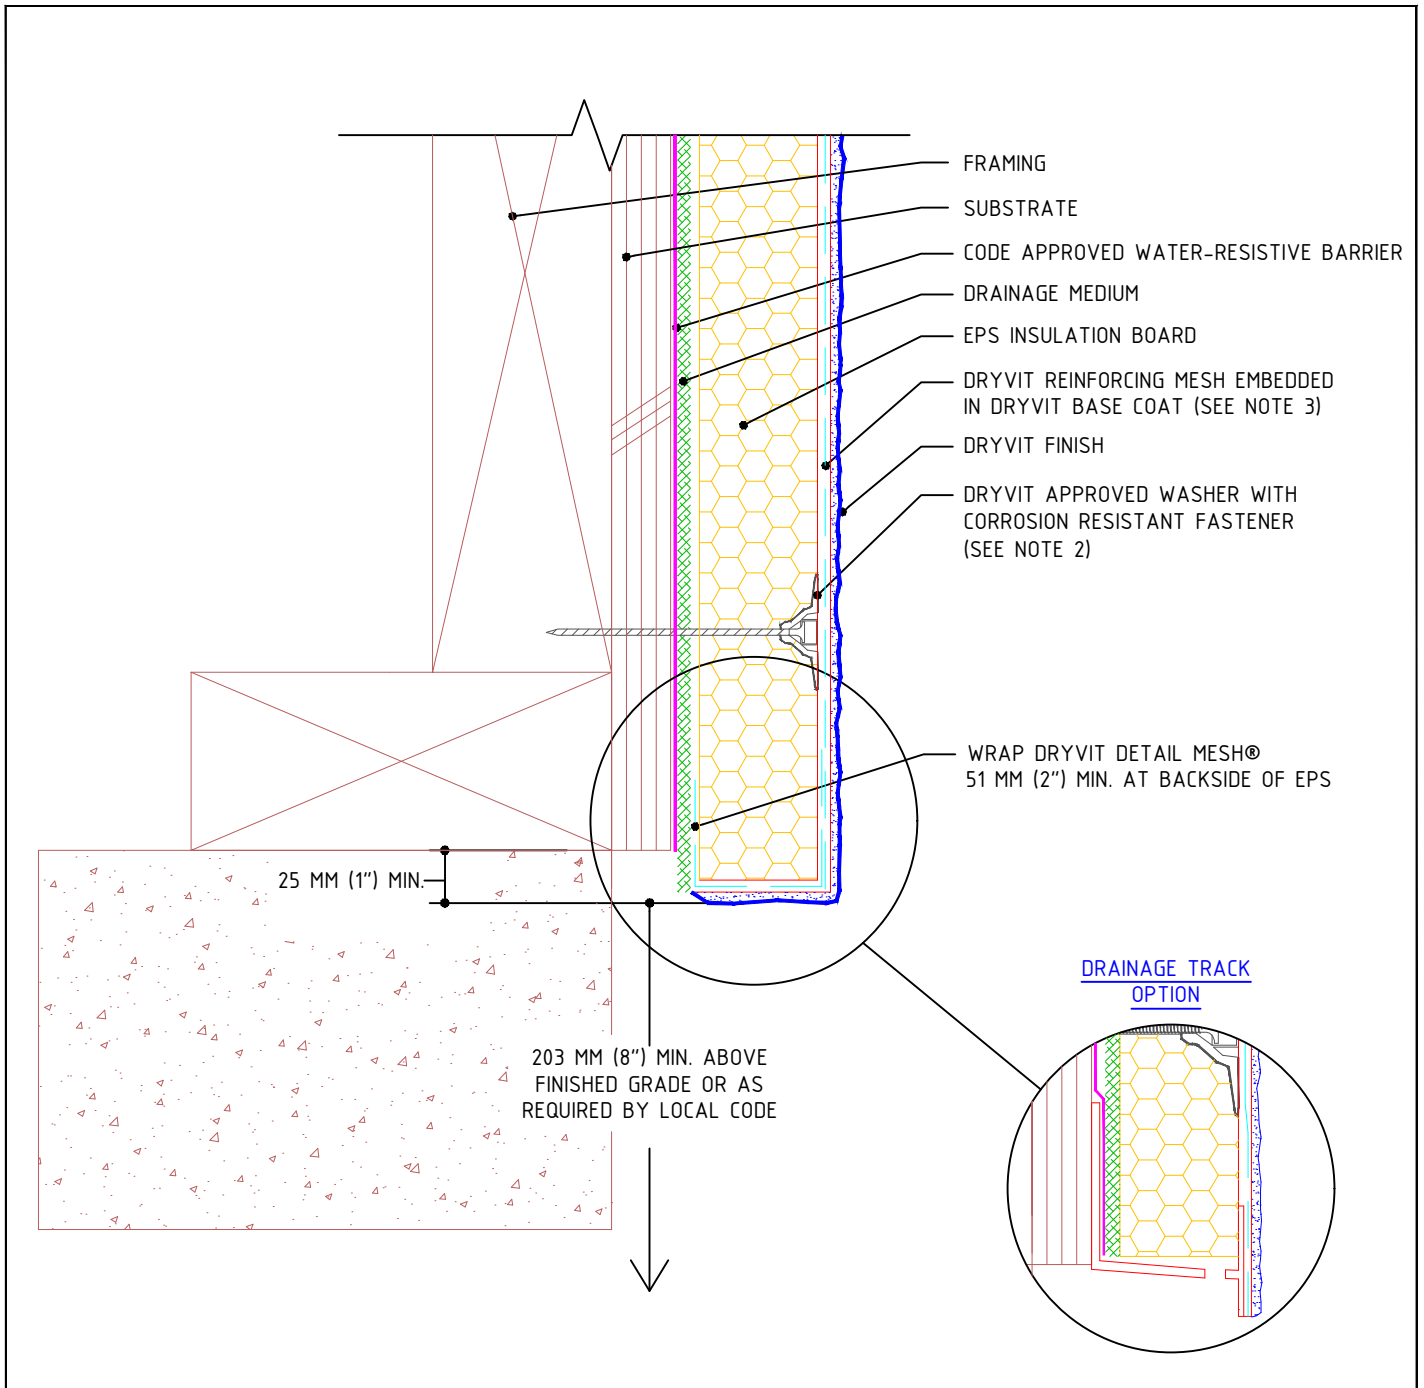 FRAMING
SUBSTRATE
CODE APPROVED WATER-RESISTIVE BARRIER
DRAINAGE MEDIUM
EPS INSULATION BOARD
DRYVIT REINFORCING MESH EMBEDDED
IN DRYVIT BASE COAT (SEE NOTE 3)
DRYVIT FINISH
DRYVIT APPROVED WASHER WITH
CORROSION RESISTANT FASTENER
(SEE NOTE 2)
WRAP DRYVIT DETAIL MESH®
51 MM (2") MIN. AT BACKSIDE OF EPS
25 MM (1") MIN.
203 MM (8") MIN. ABOVE
FINISHED GRADE OR AS
REQUIRED BY LOCAL CODE
DRAINAGE TRACK
OPTION